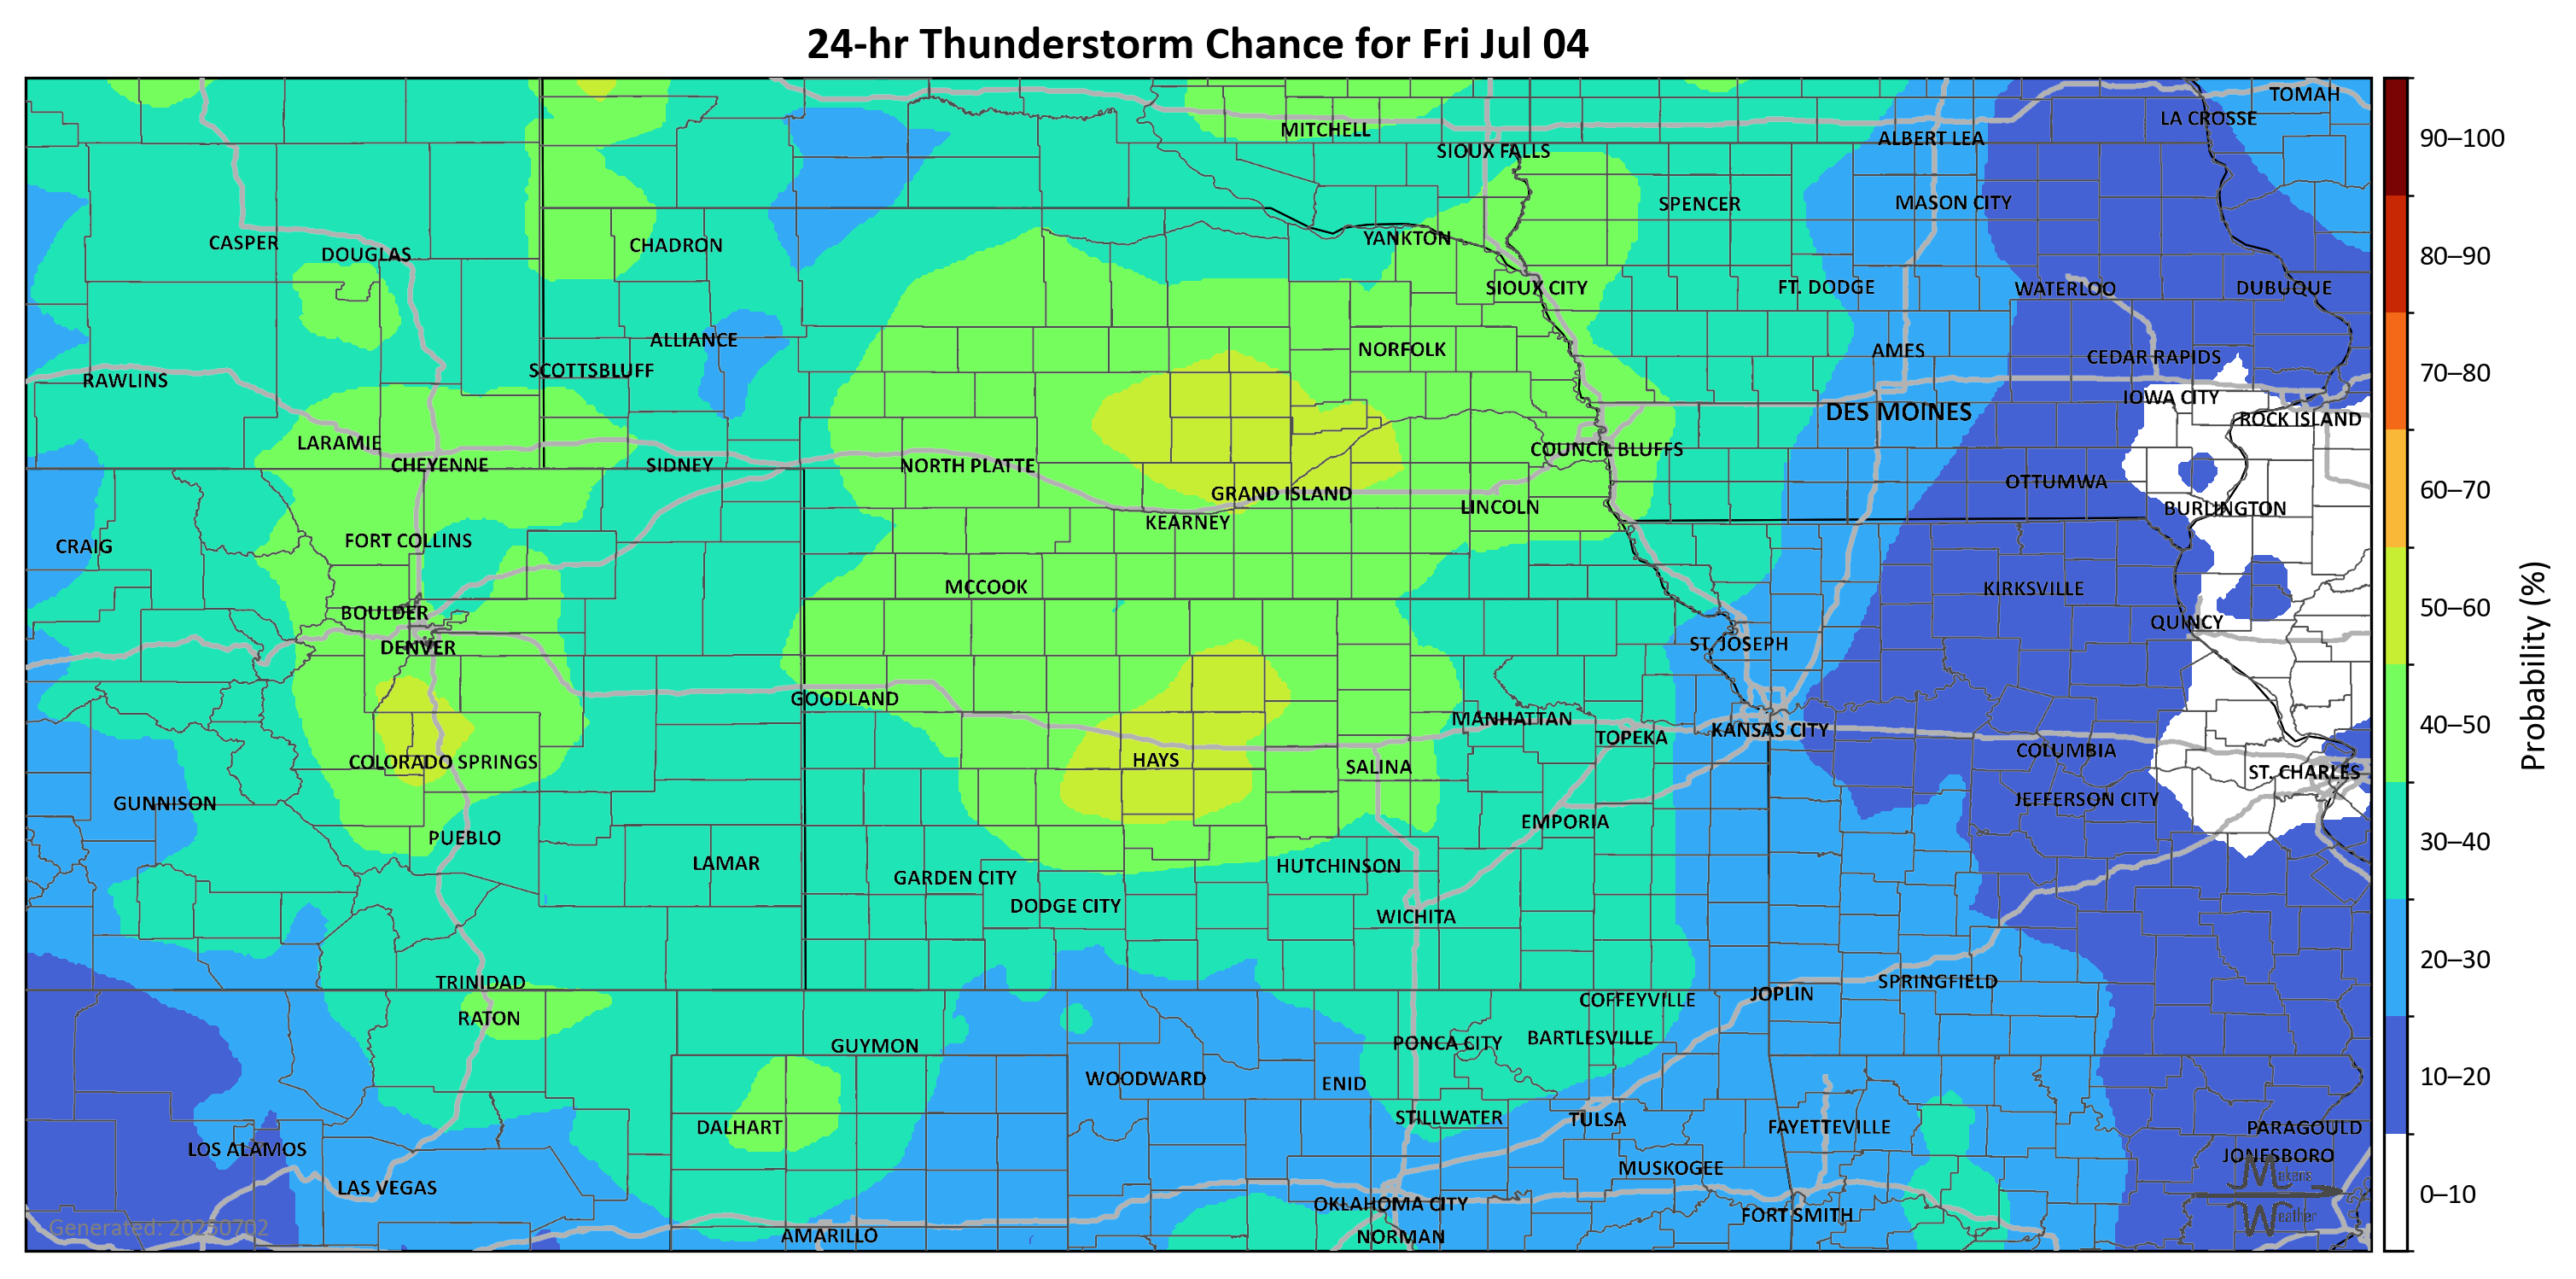 24-hr Thunderstorm Chance for Fri Jul 04
TOMAH
LA CROSSE
MITCHELL
ALBERT LEA
90–100
SIOUX FALLS
SPENCER
MASON CITY
YANKTON
CASPER
CHADRON
DOUGLAS
80–90
SIOUX CITY
FT. DODGE
WATERLOO
DUBUQUE
ALLIANCE
NORFOLK
AMES
CEDAR RAPIDS
SCOTTSBLUFF
70–80
RAWLINS
IOWA CITY
DES MOINES
ROCK ISLAND
LARAMIE
COUNCIL BLUFFS
CHEYENNE
SIDNEY
NORTH PLATTE
OTTUMWA
60–70
GRAND ISLAND
LINCOLN
BURLINGTON
KEARNEY
FORT COLLINS
CRAIG
MCCOOK
KIRKSVILLE
50–60
BOULDER
QUINCY
DENVER
ST. JOSEPH
Probability (%)
GOODLAND
MANHATTAN
40–50
KANSAS CITY
TOPEKA
COLUMBIA
COLORADO SPRINGS
HAYS
SALINA
ST. CHARLES
GUNNISON
JEFFERSON CITY
EMPORIA
PUEBLO
30–40
LAMAR
HUTCHINSON
GARDEN CITY
DODGE CITY
WICHITA
20–30
TRINIDAD
SPRINGFIELD
JOPLIN
COFFEYVILLE
RATON
BARTLESVILLE
PONCA CITY
GUYMON
WOODWARD
ENID
10–20
STILLWATER
TULSA
DALHART
FAYETTEVILLE
PARAGOULD
LOS ALAMOS
JONESBORO
MUSKOGEE
Makens
LAS VEGAS
0–10
OKLAHOMA CITY
FORT SMITH
Weather
Generated: 20250702
AMARILLO
NORMAN